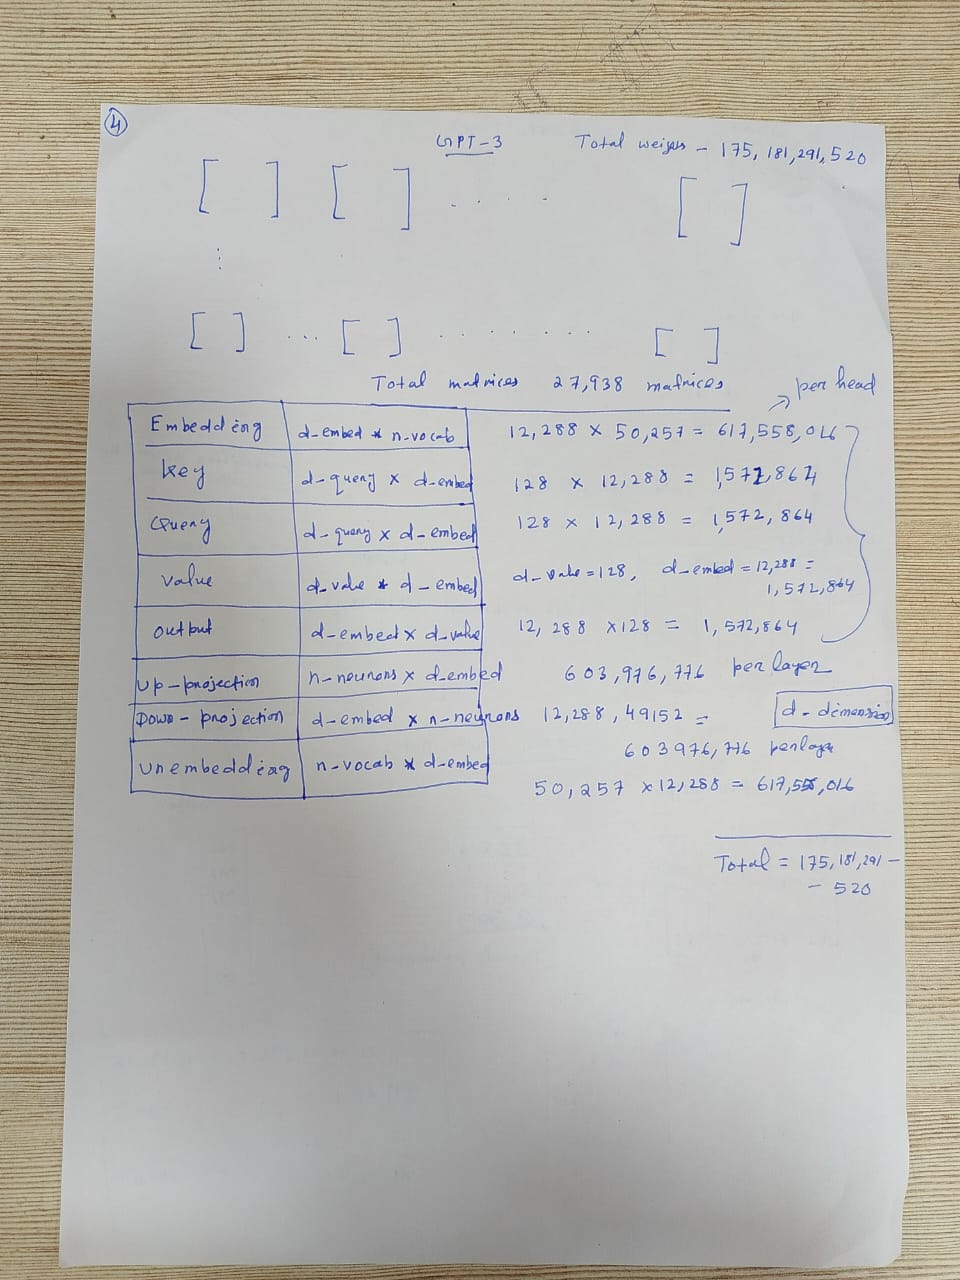 4
GPT-3 Total weighs - 175,181,291,520
Total matrices 27,938 matrices
per head
Embedding d-embed * n-vocab 12,288 × 50,257 = 617,558,016
key d-query × d-embed 128 × 12,288 = 1,572,864
Query d-query × d-embed 128 × 12,288 = 1,572,864
value d-value * d-embed d-value = 128, d-embed = 12,288 =
1,572,864
output d-embed × d-value 12,288 × 128 = 1,572,864
Up-projection n-neurons × d-embed 603,976,776 per layer
Down-projection d-embed × n-neurons 12,288,49152 =
d-dimension
603976,776 per laye
Unembedding n-vocab * d-embed
50,257 × 12,288 = 617,558,016
Total = 175,181,291-
- 520